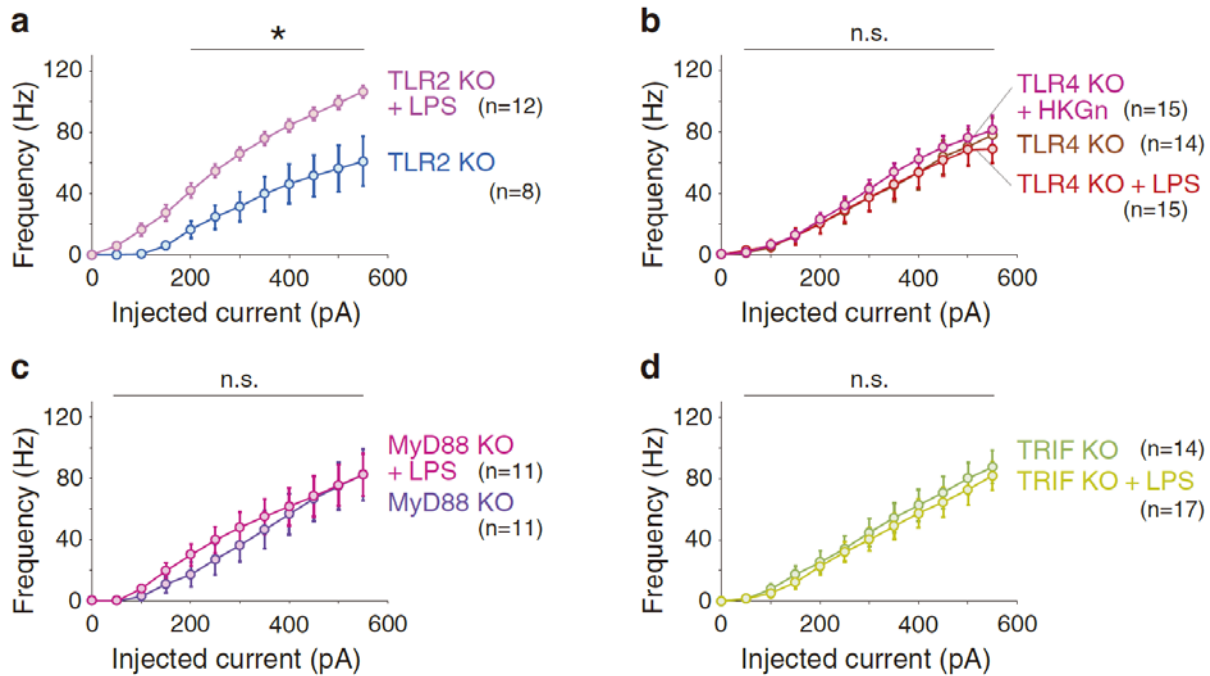 a
*
Frequency (Hz)
120
80
40
0
0 200 400 600
Injected current (pA)
TLR2 KO
+ LPS (n=12)
TLR2 KO
(n=8)
b
n.s.
Frequency (Hz)
120
80
40
0
0 200 400 600
Injected current (pA)
TLR4 KO
+ HKGn (n=15)
TLR4 KO (n=14)
TLR4 KO + LPS
(n=15)
c
n.s.
Frequency (Hz)
120
80
40
0
0 200 400 600
Injected current (pA)
MyD88 KO
+ LPS (n=11)
MyD88 KO
(n=11)
d
n.s.
Frequency (Hz)
120
80
40
0
0 200 400 600
Injected current (pA)
TRIF KO (n=14)
TRIF KO + LPS
(n=17)